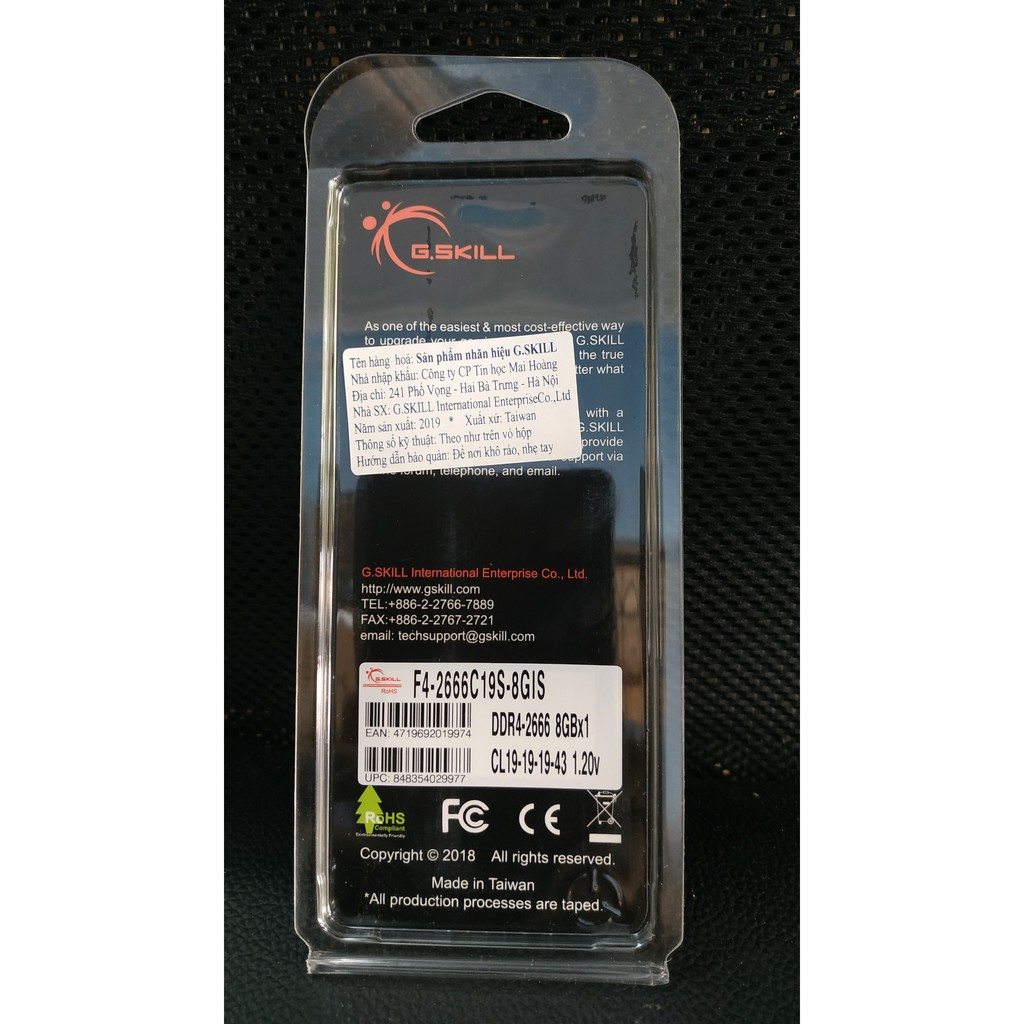 G.SKILL
As one of the easiest & most cost-effective way
to upgrade your G.SKILL
the true
what
Tên hàng hoá: Sản phẩm nhãn hiệu G.SKILL
Nhà nhập khẩu: Công ty CP Tin học Mai Hoàng
Địa chỉ: 241 Phố Vọng - Hai Bà Trưng - Hà Nội
Nhà SX: G.SKILL International EnterpriseCo.,Ltd
Năm sản xuất: 2019 * Xuất xứ: Taiwan
Thông số kỹ thuật: Theo như trên vỏ hộp
Hướng dẫn bảo quản: Để nơi khô ráo, nhẹ tay
with a
G.SKILL
provide
support via
forum, telephone, and email.
G.SKILL International Enterprise Co., Ltd.
http://www.gskill.com
TEL:+886-2-2766-7889
FAX:+886-2-2767-2721
email: techsupport@gskill.com
G.SKILL
RoHS
F4-2666C19S-8GIS
DDR4-2666 8GBx1
EAN: 4719692019974
CL19-19-19-43 1.20v
UPC: 848354029977
RoHS
Compliant
Environmentally Friendly
FC CE
Copyright © 2018 All rights reserved.
Made in Taiwan
*All production processes are taped.